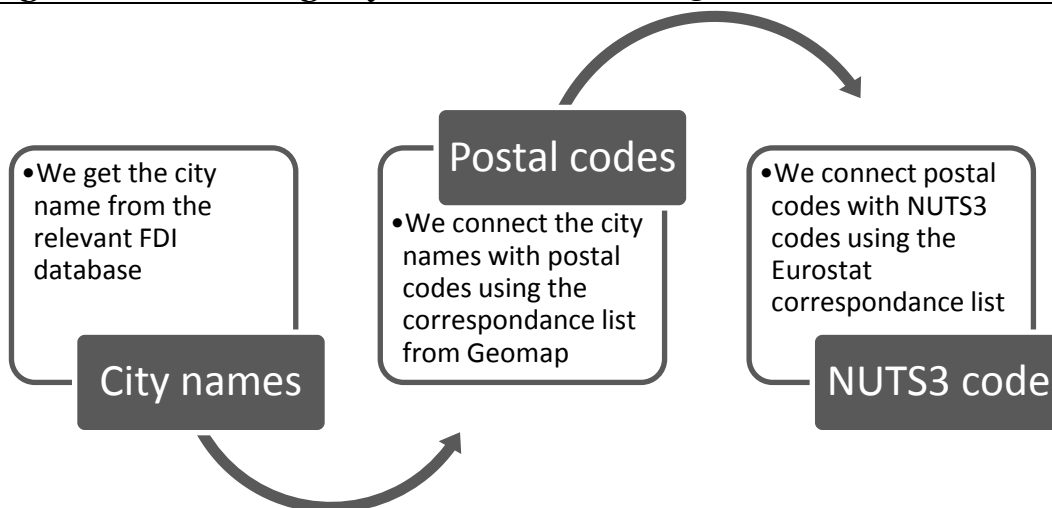 •We get the city
name from the
relevant FDI
database
City names
Postal codes
•We connect the city
names with postal
codes using the
correspondance list
from Geomap
•We connect postal
codes with NUTS3
codes using the
Eurostat
correspondance list
NUTS3 code